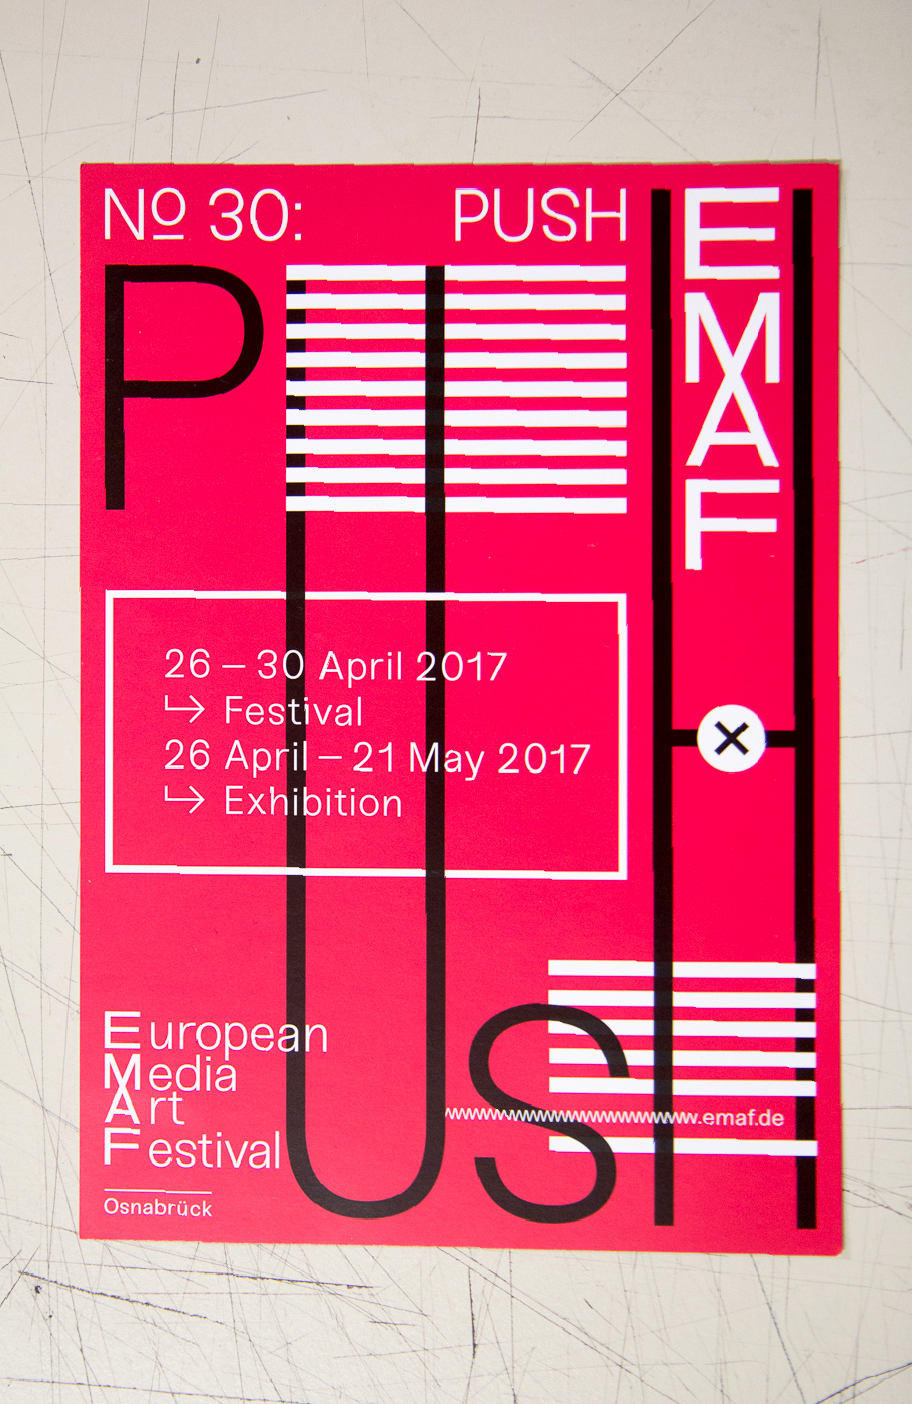 Nº 30: PUSH
EMAF
PUSH
26 – 30 April 2017
↳ Festival
26 April – 21 May 2017
↳ Exhibition
European
Media
Art
Festival
Osnabrück
wwwwwwwwwwwwwwwwwww.emaf.de